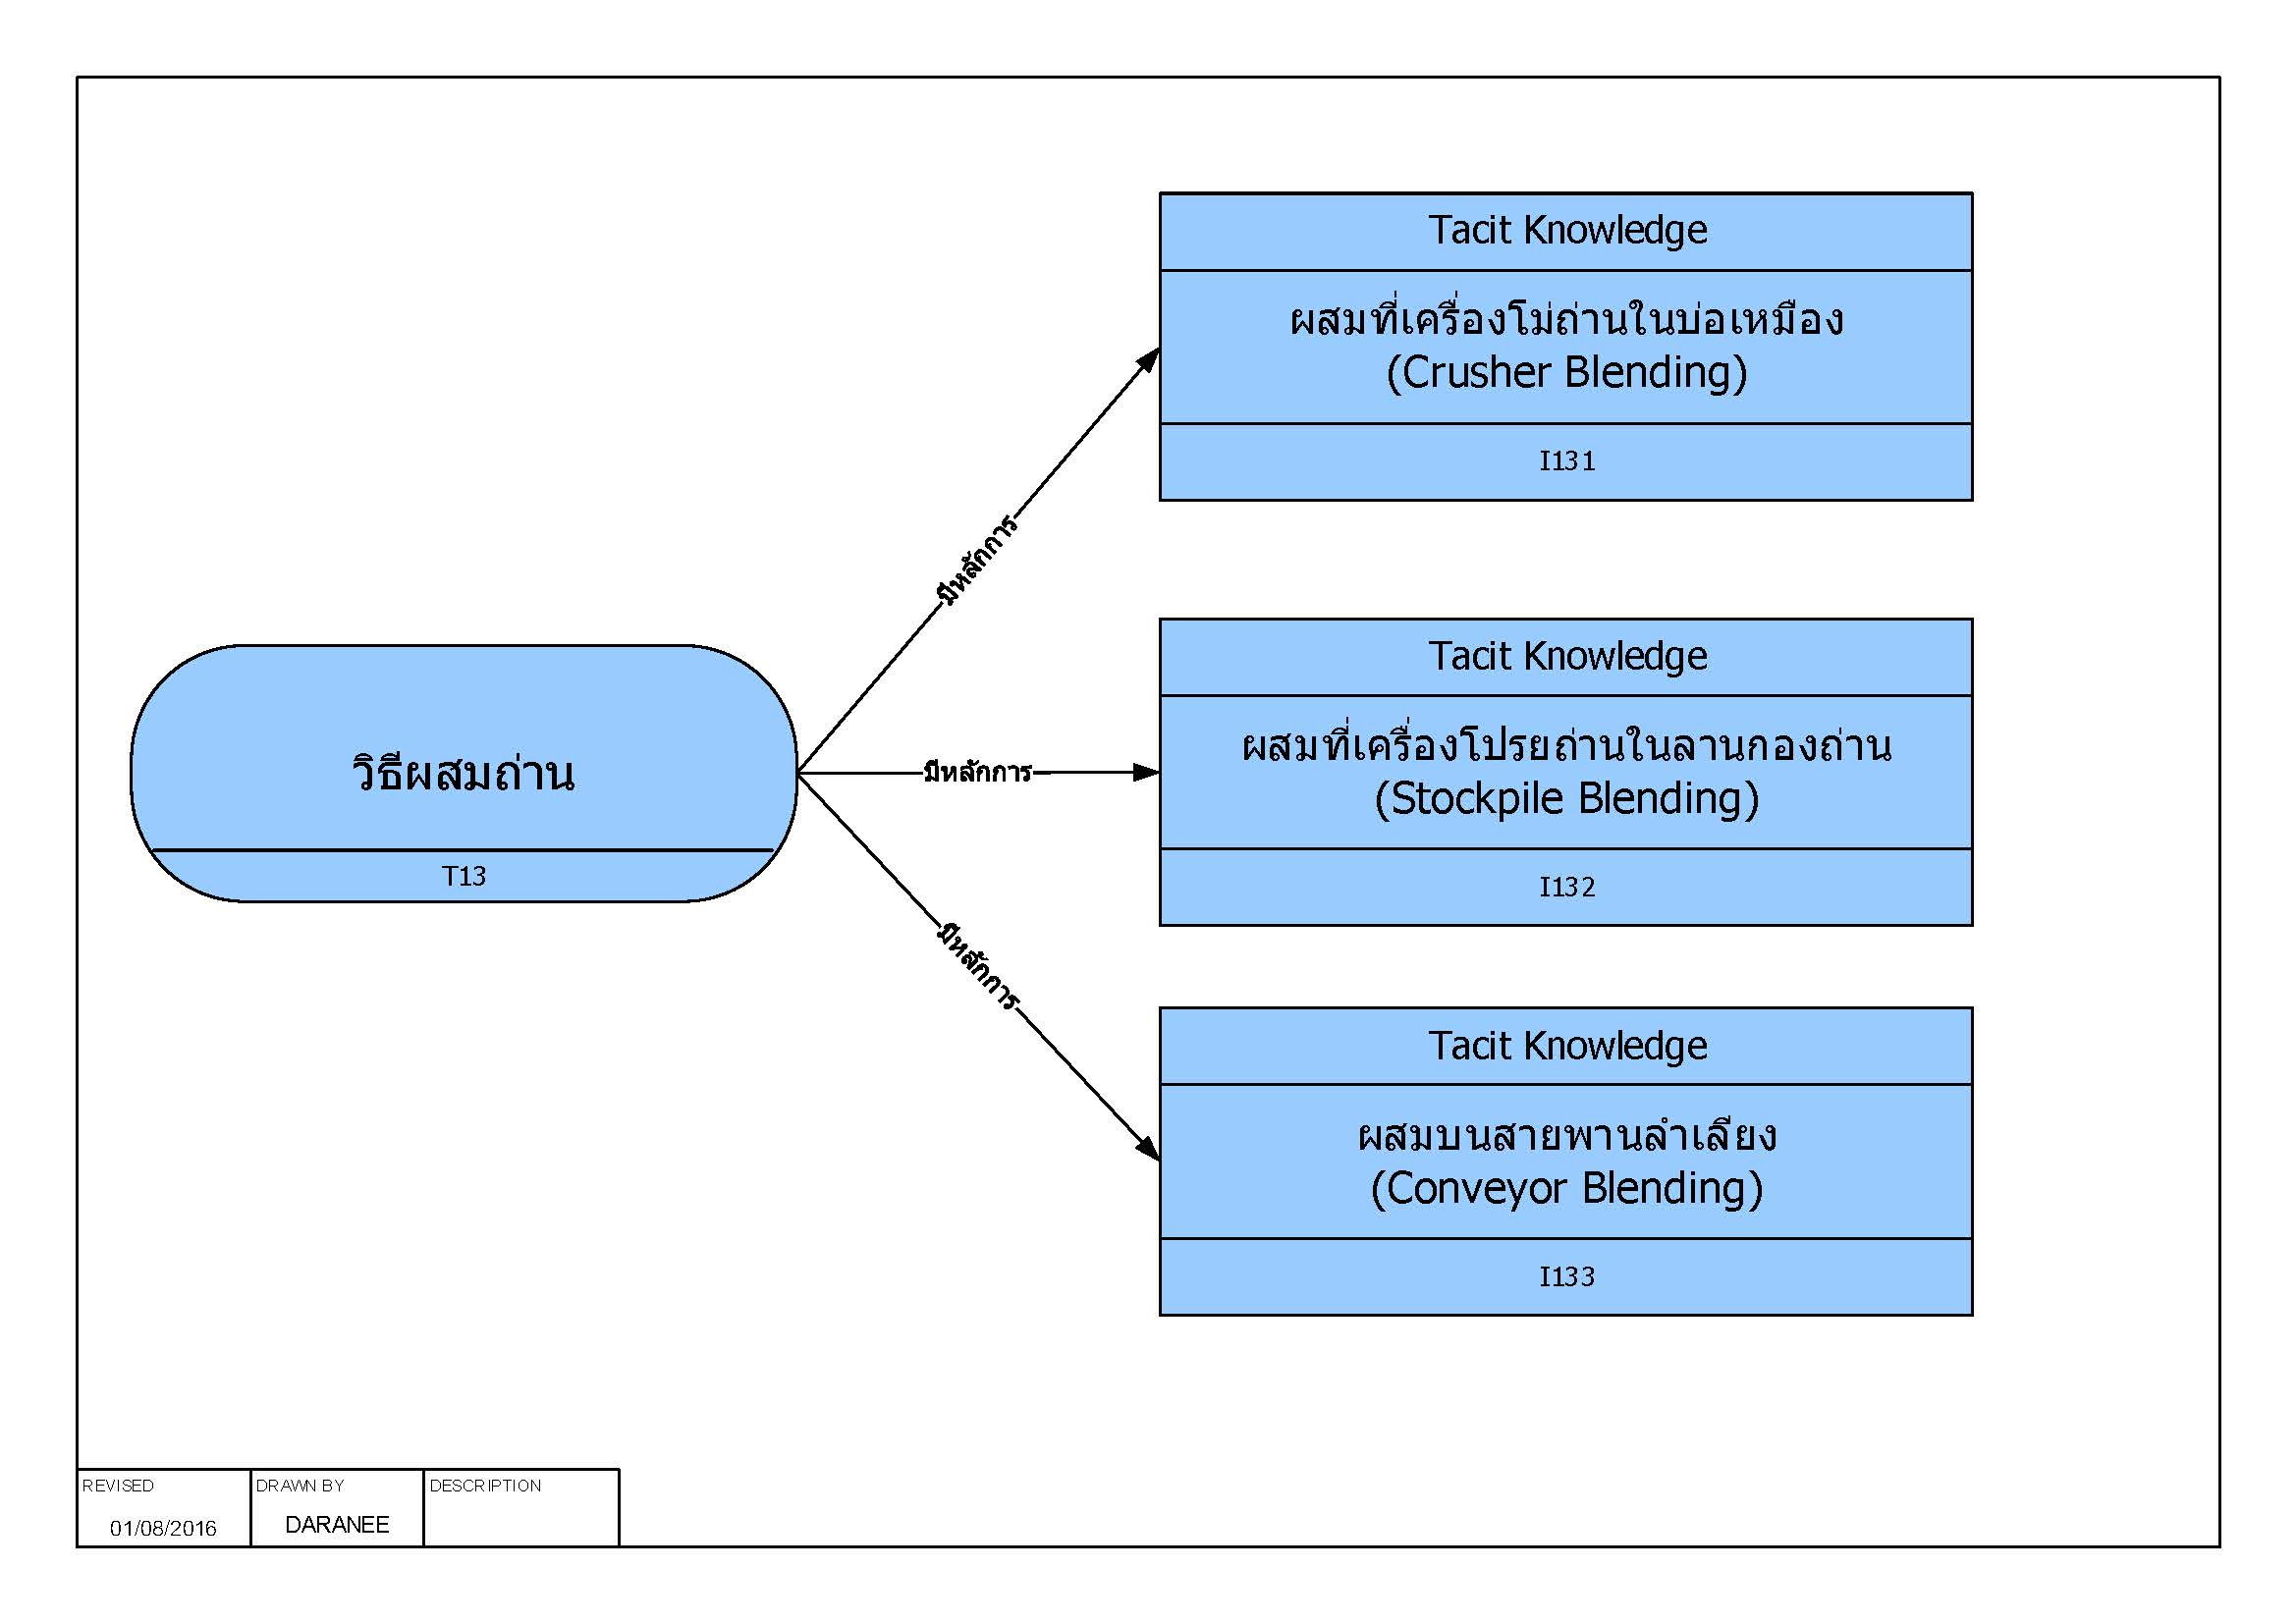 Tacit Knowledge
ผสมที่เครื่องโม่ถ่านในบ่อเหมือง
(Crusher Blending)
I131
มีหลักการ
Tacit Knowledge
ผสมที่เครื่องโปรยถ่านในลานกองถ่าน
(Stockpile Blending)
I132
วิธีผสมถ่าน
T13
มีหลักการ
มีหลักการ
Tacit Knowledge
ผสมบนสายพานลำเลียง
(Conveyor Blending)
I133
REVISED
01/08/2016
DRAWN BY
DARANEE
DESCRIPTION